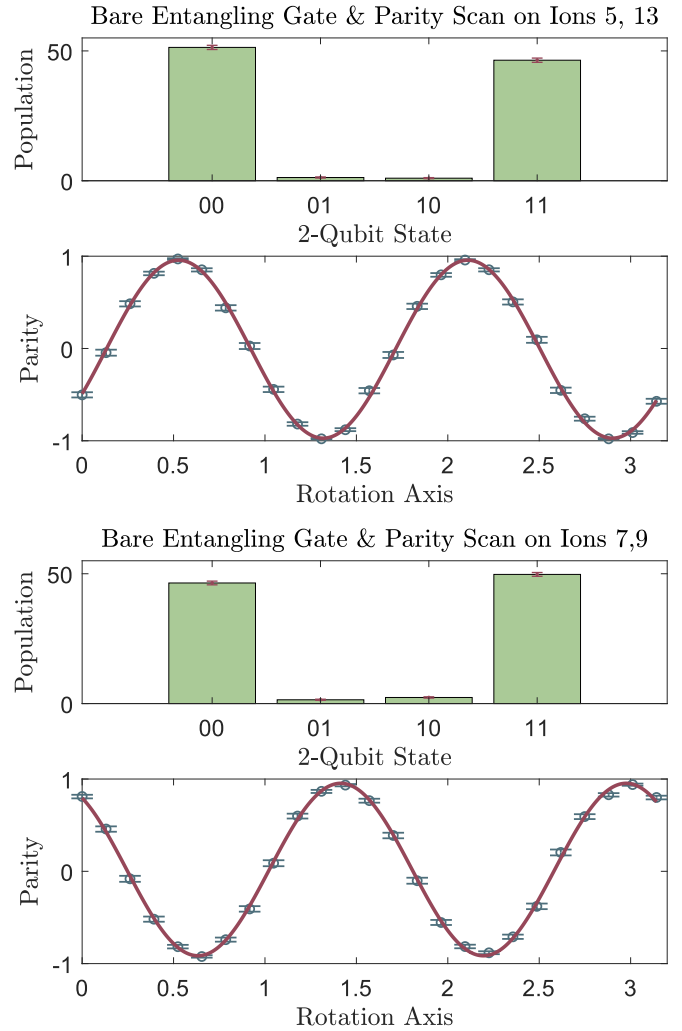 Bare Entangling Gate & Parity Scan on Ions 5, 13
Population
50
0
00 01 10 11
2-Qubit State
Parity
1
0
-1
0 0.5 1 1.5 2 2.5 3
Rotation Axis
Bare Entangling Gate & Parity Scan on Ions 7,9
Population
50
0
00 01 10 11
2-Qubit State
Parity
1
0
-1
0 0.5 1 1.5 2 2.5 3
Rotation Axis